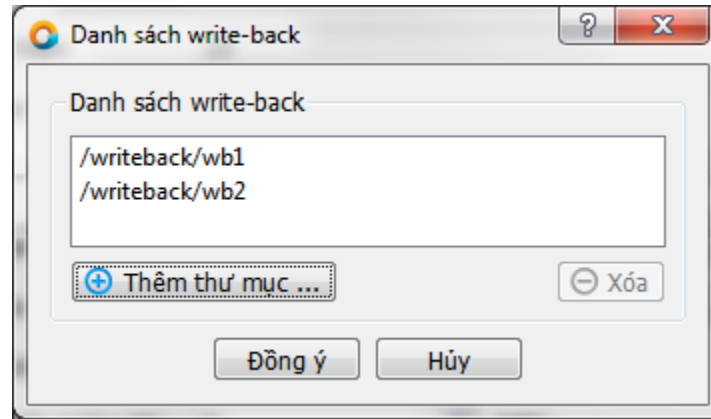 Danh sách write-back
Danh sách write-back
/writeback/wb1
/writeback/wb2
Thêm thư mục ...
Xóa
Đồng ý
Hủy